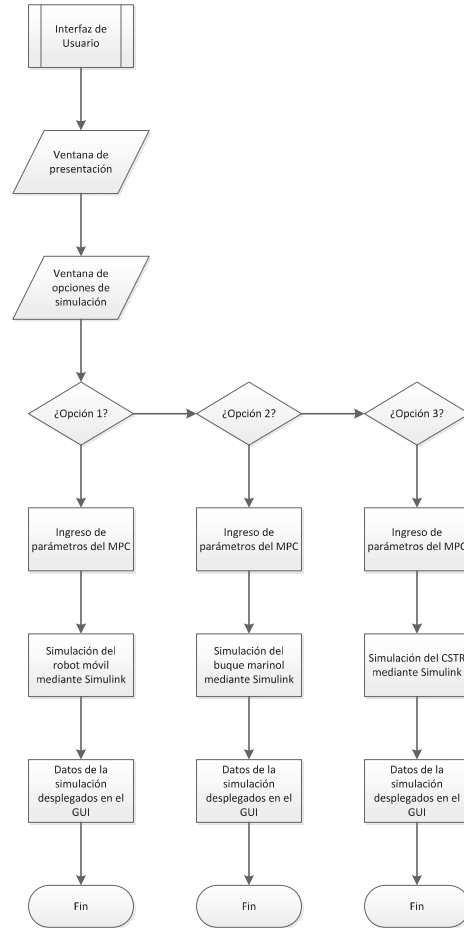 Interfaz de
Usuario
Ventana de
presentación
Ventana de
opciones de
simulación
¿Opción 1?
¿Opción 2?
¿Opción 3?
Ingreso de
parámetros del MPC
Ingreso de
parámetros del MPC
Ingreso de
parámetros del MPC
Simulación del
robot móvil
mediante Simulink
Simulación del
buque marinol
mediante Simulink
Simulación del CSTR
mediante Simulink
Datos de la
simulación
desplegados en el
GUI
Datos de la
simulación
desplegados en el
GUI
Datos de la
simulación
desplegados en el
GUI
Fin
Fin
Fin